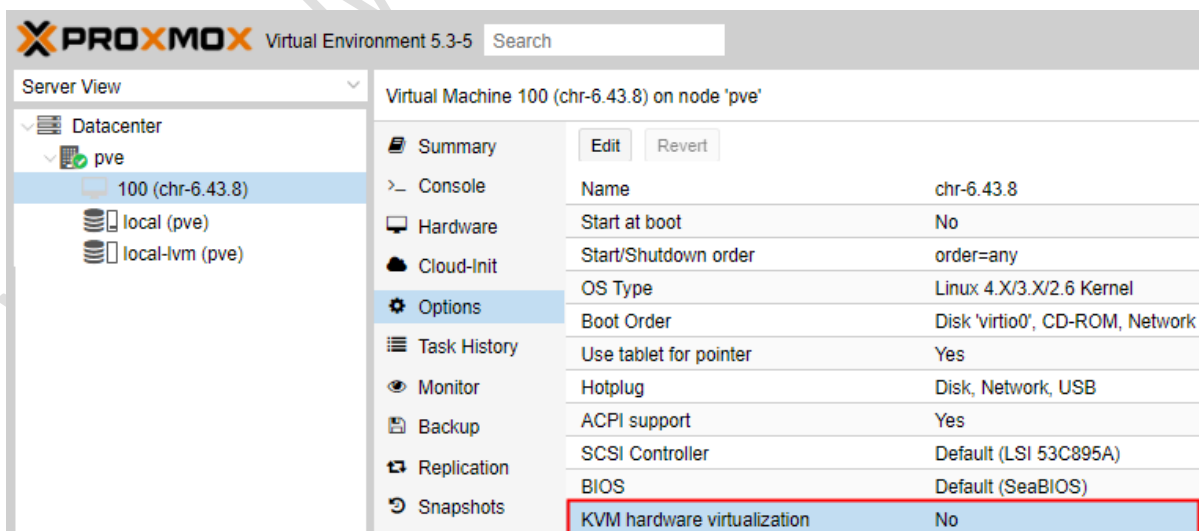 PROXMOX Virtual Environment 5.3-5 Search
Server View
Datacenter
pve
100 (chr-6.43.8)
local (pve)
local-lvm (pve)
Virtual Machine 100 (chr-6.43.8) on node 'pve'
Summary
Console
Hardware
Cloud-Init
Options
Task History
Monitor
Backup
Replication
Snapshots
Edit Revert
Name chr-6.43.8
Start at boot No
Start/Shutdown order order=any
OS Type Linux 4.X/3.X/2.6 Kernel
Boot Order Disk 'virtio0', CD-ROM, Network
Use tablet for pointer Yes
Hotplug Disk, Network, USB
ACPI support Yes
SCSI Controller Default (LSI 53C895A)
BIOS Default (SeaBIOS)
KVM hardware virtualization No